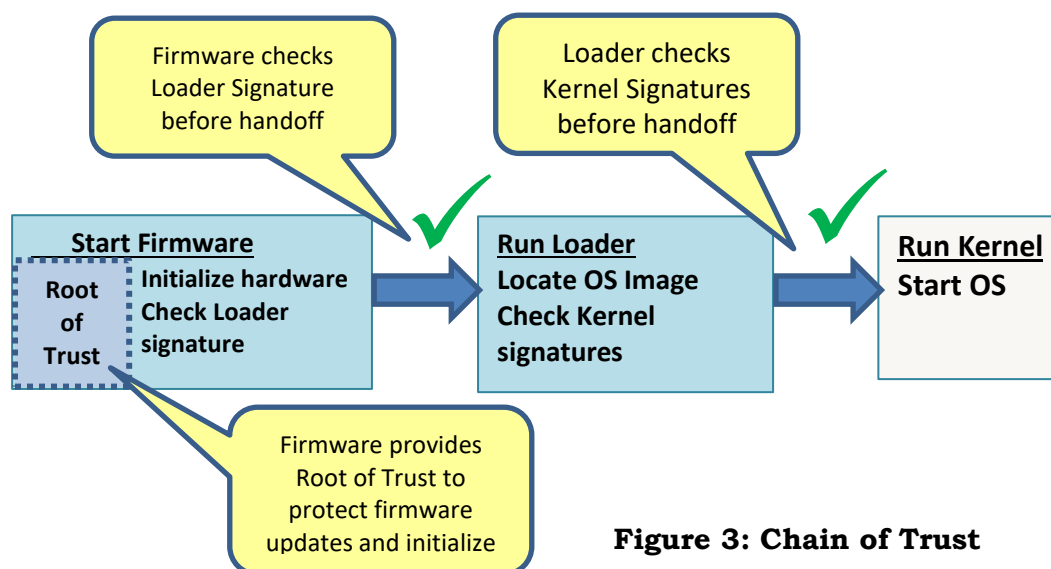 Firmware checks
Loader Signature
before handoff
Loader checks
Kernel Signatures
before handoff
Start Firmware
Initialize hardware
Check Loader
signature
Root
of
Trust
Run Loader
Locate OS Image
Check Kernel
signatures
Run Kernel
Start OS
Firmware provides
Root of Trust to
protect firmware
updates and initialize
Figure 3: Chain of Trust